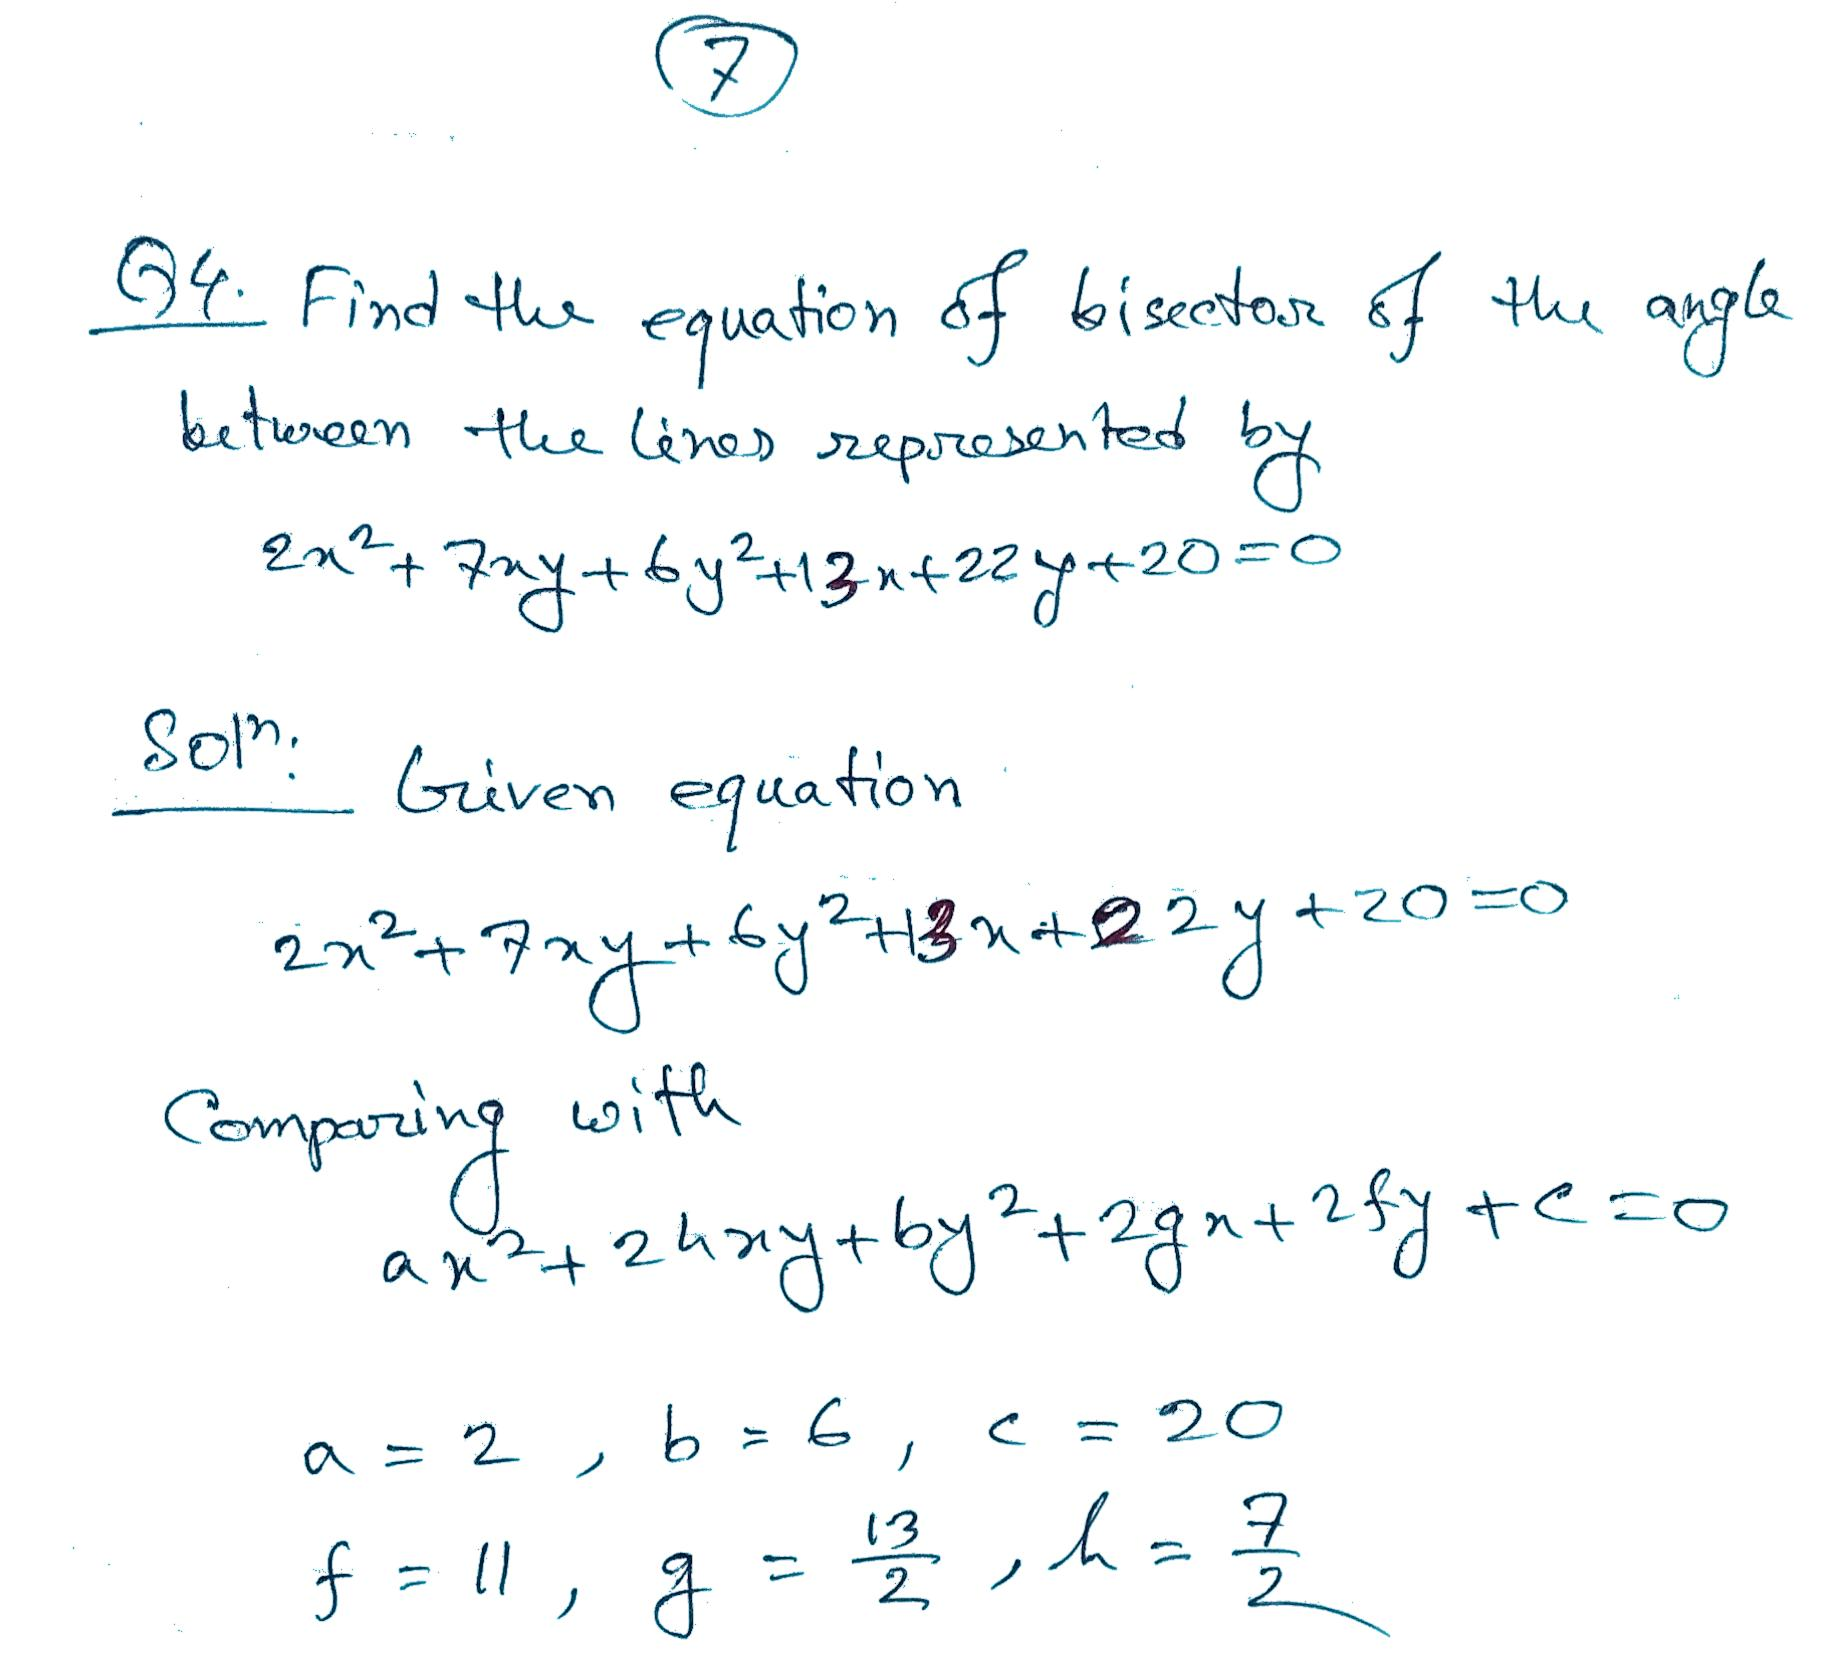 7
Q4. Find the equation of bisector of the angle
between the lines represented by
2x²+7xy+6y²+13x+22y+20=0
Solⁿ: Given equation
2x²+7xy+6y²+13x+22y+20=0
Comparing with
ax²+2hxy+by²+2gx+2fy+c=0
a=2, b=6, c=20
f=11, g=13/2, h=7/2